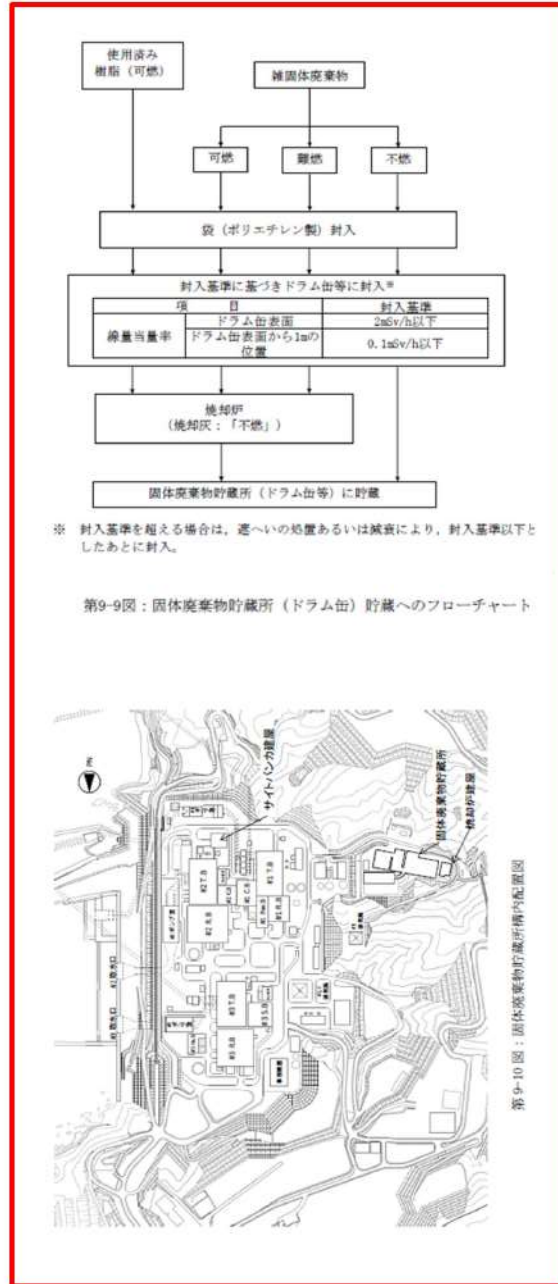 使用済み
樹脂（可燃）
雑固体廃棄物
可燃
難燃
不燃
袋（ポリエチレン製）封入
封入基準に基づきドラム缶等に封入※
項　目
封入基準
線量当量率
ドラム缶表面
2mSv/h以下
ドラム缶表面から1mの
位置
0.1mSv/h以下
焼却炉
（焼却灰：「不燃」）
固体廃棄物貯蔵所（ドラム缶等）に貯蔵
※　封入基準を超える場合は，遮へいの処置あるいは減衰により，封入基準以下と
したあとに封入。
第9-9図：固体廃棄物貯蔵所（ドラム缶）貯蔵へのフローチャート
サイトバンカ建屋
#2 T.B
#2 R.B
#1 T.B
#1 R.B
#3 T.B
#3 R.B
#3 S.B
固体廃棄物貯蔵所
焼却炉建屋
第 9-10 図：固体廃棄物貯蔵所構内配置図